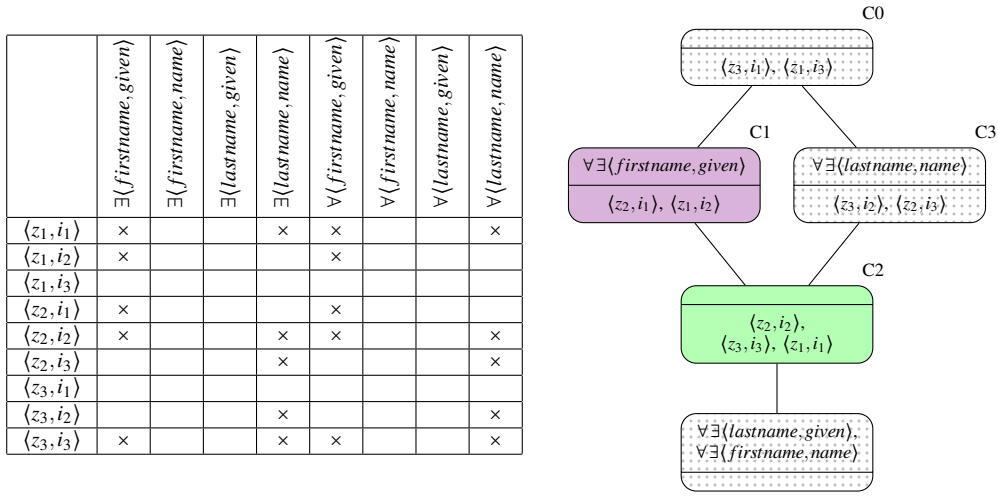 ∃⟨firstname,given⟩ ∃⟨firstname,name⟩ ∃⟨lastname,given⟩ ∃⟨lastname,name⟩ ∀⟨firstname,given⟩ ∀⟨firstname,name⟩ ∀⟨lastname,given⟩ ∀⟨lastname,name⟩
⟨z1,i1⟩ × × × ×
⟨z1,i2⟩ × ×
⟨z1,i3⟩
⟨z2,i1⟩ × ×
⟨z2,i2⟩ × × × ×
⟨z2,i3⟩ × ×
⟨z3,i1⟩
⟨z3,i2⟩ × ×
⟨z3,i3⟩ × × × ×
C0
⟨z3,i1⟩, ⟨z1,i3⟩
C1
∀∃⟨firstname,given⟩
⟨z2,i1⟩, ⟨z1,i2⟩
C3
∀∃⟨lastname,name⟩
⟨z3,i2⟩, ⟨z2,i3⟩
C2
⟨z2,i2⟩,
⟨z3,i3⟩, ⟨z1,i1⟩
∀∃⟨lastname,given⟩,
∀∃⟨firstname,name⟩